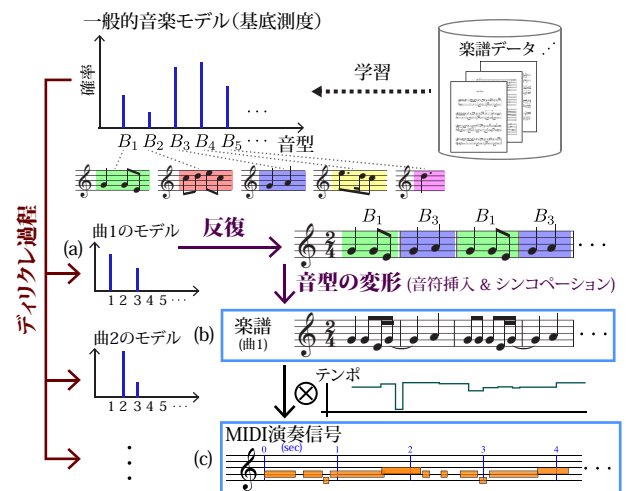 一般的音楽モデル（基底測度）
楽譜データ
確率
学習
...
B1 B2 B3 B4 B5 ... 音型
ディリクレ過程
(a)
曲1のモデル
反復
B1 B3 B1 B3
2
4
...
1 2 3 4 5 ...
音型の変形 (音符挿入 & シンコペーション)
曲2のモデル
(b)
楽譜
(曲1)
2
4
...
1 2 3 4 5 ...
テンポ
MIDI演奏信号
(c)
0 (sec) 1 2 3 4
...